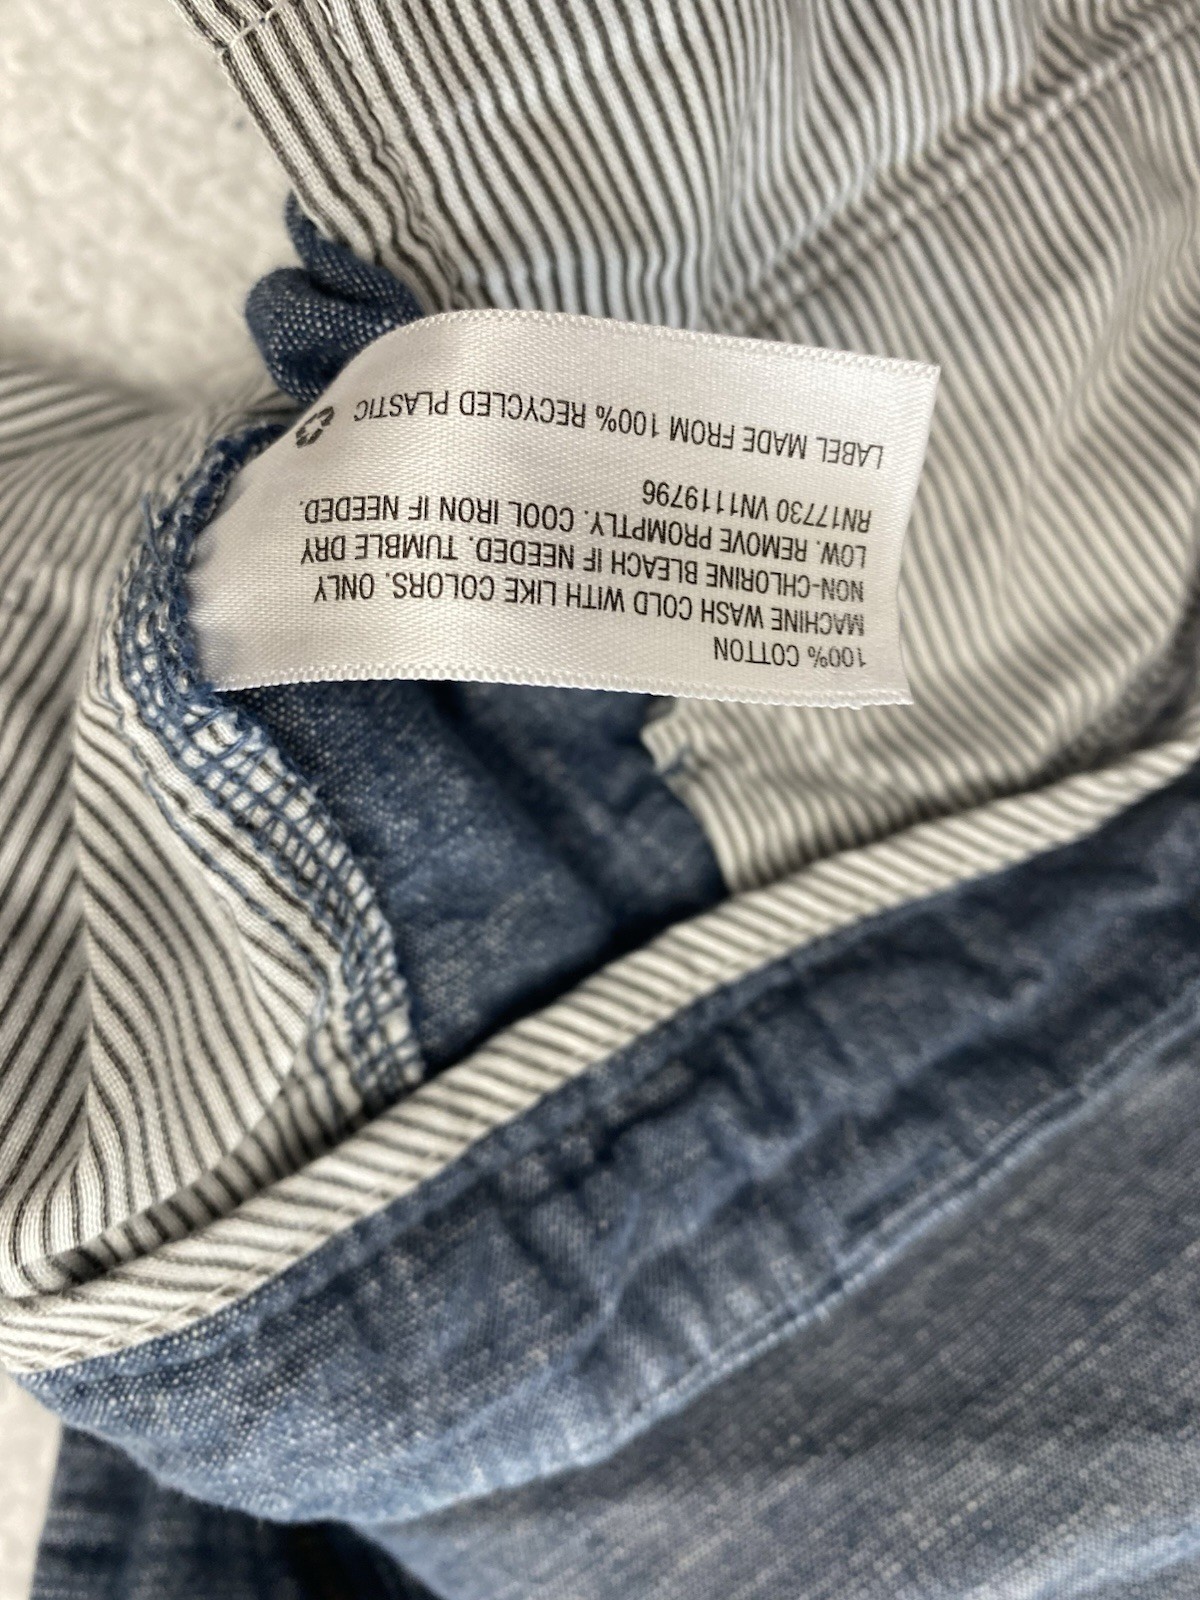 100% COTTON
MACHINE WASH COLD WITH LIKE COLORS. ONLY
NON-CHLORINE BLEACH IF NEEDED. TUMBLE DRY
LOW. REMOVE PROMPTLY. COOL IRON IF NEEDED.
RN17730 VN1119796
LABEL MADE FROM 100% RECYCLED PLASTIC